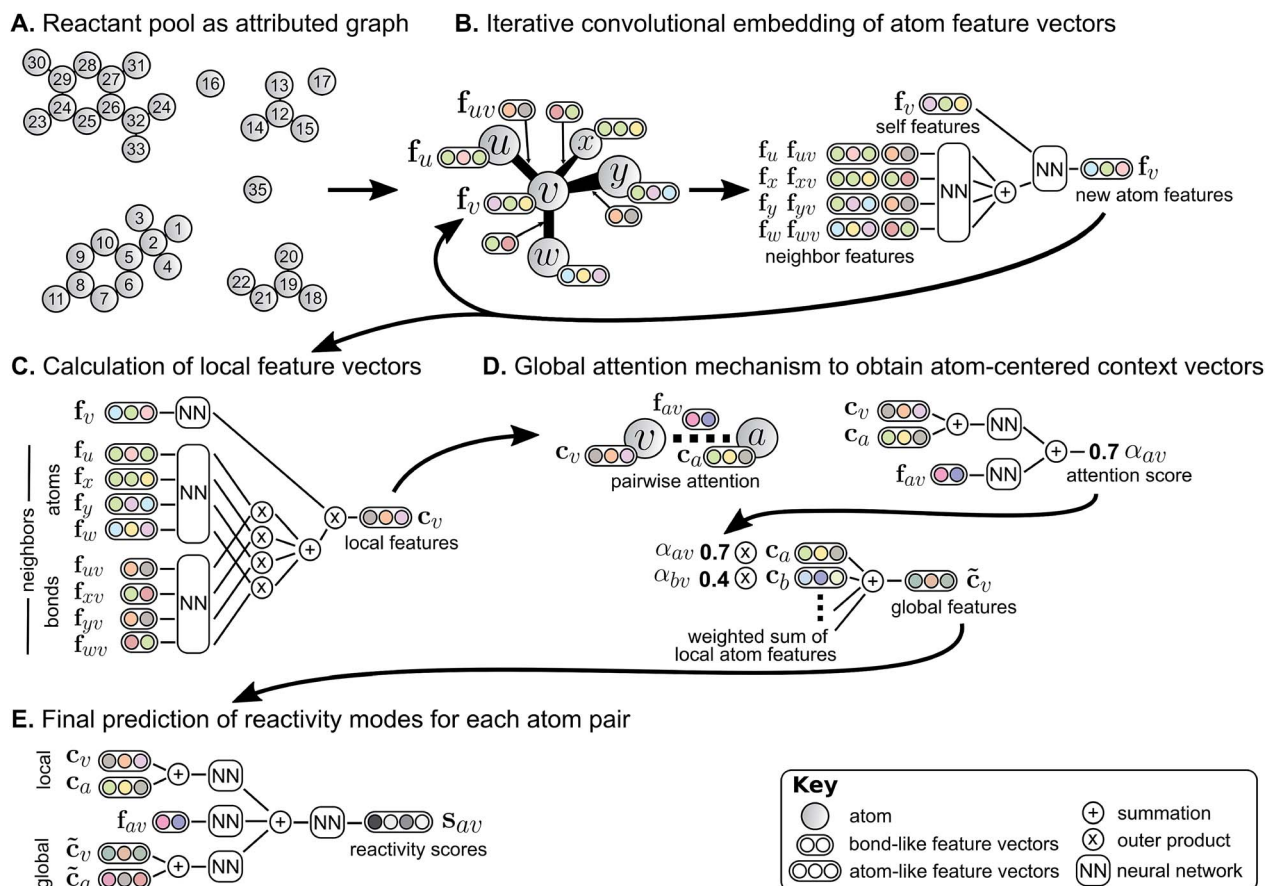 A. Reactant pool as attributed graph
30
28
31
29
27
24
26
24
23
25
32
33
16
13
17
12
14
15
35
3
1
10
2
9
5
4
8
6
11
7
20
22
19
21
18
B. Iterative convolutional embedding of atom feature vectors
f_uv
f_u
u
x
y
f_v
v
w
f_v
self features
f_u f_uv
f_x f_xv
f_y f_yv
f_w f_wv
neighbor features
NN
+
NN
f_v
new atom features
C. Calculation of local feature vectors
f_v
NN
neighbors
atoms
f_u
f_x
f_y
f_w
NN
bonds
f_uv
f_xv
f_yv
f_wv
NN
x
x
x
x
+
x
c_v
local features
D. Global attention mechanism to obtain atom-centered context vectors
f_av
v
a
c_v
c_a
pairwise attention
c_v
c_a
+
NN
f_av
NN
+
0.7 α_av
attention score
α_av 0.7 x c_a
α_bv 0.4 x c_b
+
c̃_v
global features
weighted sum of
local atom features
E. Final prediction of reactivity modes for each atom pair
local
c_v
c_a
+
NN
f_av
NN
+
NN
s_av
reactivity scores
global
c̃_v
c̃_a
+
NN
Key
atom
bond-like feature vectors
atom-like feature vectors
+ summation
x outer product
NN neural network